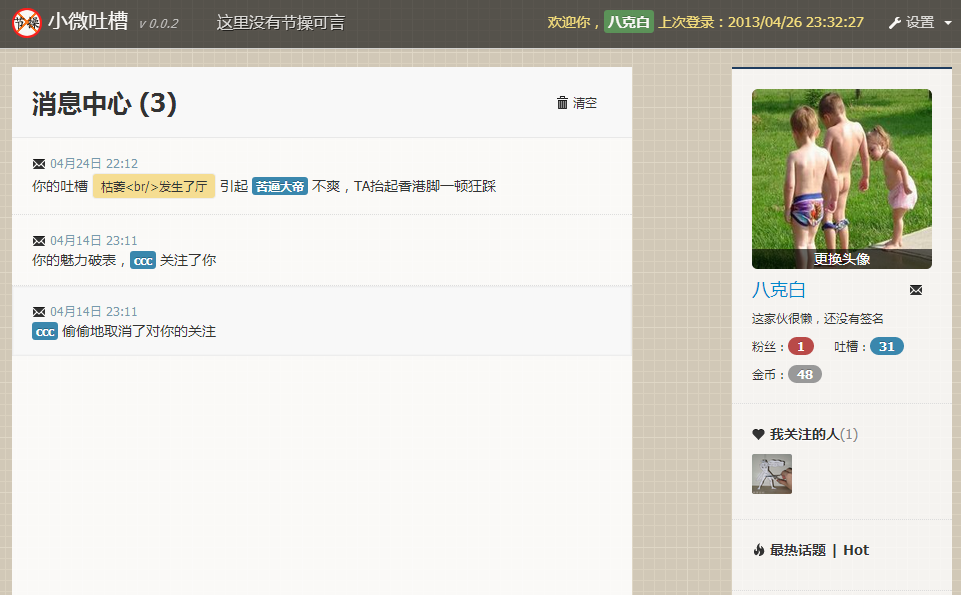 节操 小微吐槽 v 0.0.2 这里没有节操可言 欢迎你，八克白 上次登录：2013/04/26 23:32:27 设置
消息中心 (3) 清空
04月24日 22:12
你的吐槽 枯萎<br/>发生了厅 引起 苦逼大帝 不爽，TA抬起香港脚一顿狂踩
04月14日 23:11
你的魅力破表，ccc 关注了你
04月14日 23:11
ccc 偷偷地取消了对你的关注
更换头像
八克白
这家伙很懒，还没有签名
粉丝：1 吐槽：31
金币：48
我关注的人(1)
最热话题 | Hot